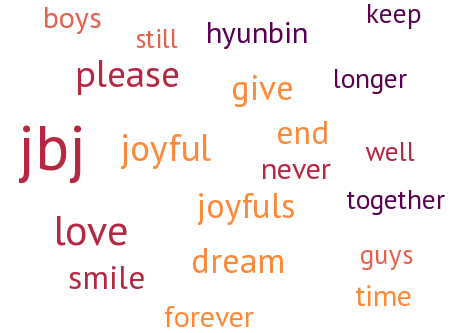 boys
keep
still
hyunbin
please
give
longer
jbj
joyful
end
never
well
joyfuls
together
love
smile
dream
guys
time
forever